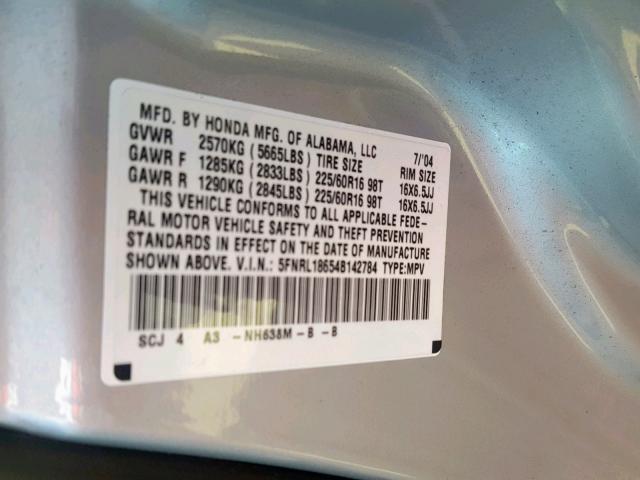 MFD. BY HONDA MFG. OF ALABAMA, LLC 7/'04
GVWR 2570KG (5665LBS) TIRE SIZE RIM SIZE
GAWR F 1285KG (2833LBS) 225/60R16 98T 16X6.5JJ
GAWR R 1290KG (2845LBS) 225/60R16 98T 16X6.5JJ
THIS VEHICLE CONFORMS TO ALL APPLICABLE FEDE-
RAL MOTOR VEHICLE SAFETY AND THEFT PREVENTION
STANDARDS IN EFFECT ON THE DATE OF MANUFACTURE
SHOWN ABOVE. V.I.N.: 5FNRL18654B142784 TYPE:MPV
SCJ 4 A3 -NH638M-B -B